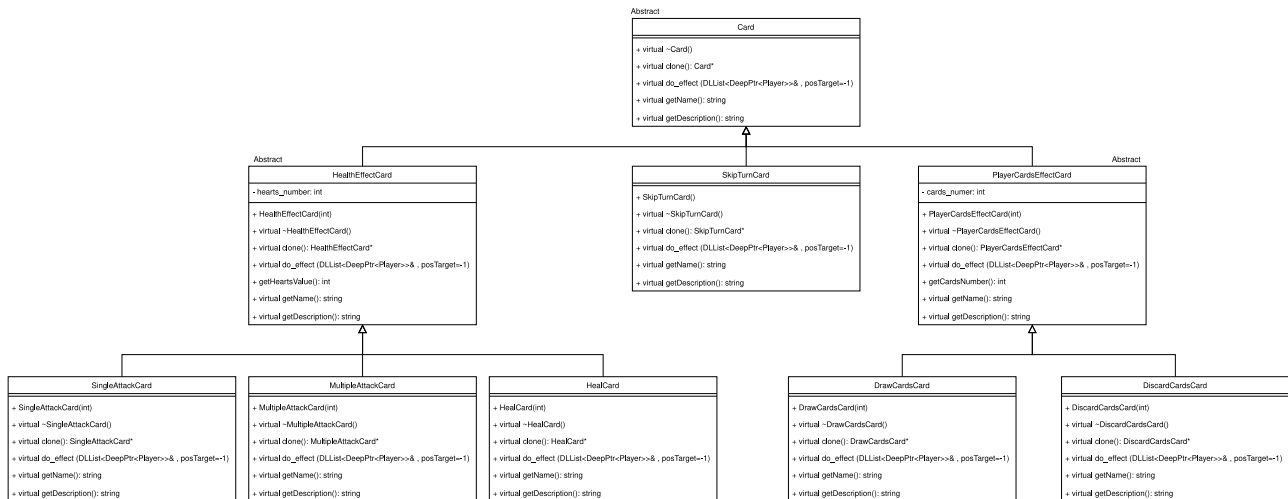 Abstract
Card
+ virtual ~Card()
+ virtual clone(): Card*
+ virtual do_effect (DLList<DeepPtr<Player>>& , posTarget=-1)
+ virtual getName(): string
+ virtual getDescription(): string
Abstract
HealthEffectCard
- hearts_number: int
+ HealthEffectCard(int)
+ virtual ~HealthEffectCard()
+ virtual clone(): HealthEffectCard*
+ virtual do_effect (DLList<DeepPtr<Player>>& , posTarget=-1)
+ getHeartsValue(): int
+ virtual getName(): string
+ virtual getDescription(): string
SkipTurnCard
+ SkipTurnCard()
+ virtual ~SkipTurnCard()
+ virtual clone(): SkipTurnCard*
+ virtual do_effect (DLList<DeepPtr<Player>>& , posTarget=-1)
+ virtual getName(): string
+ virtual getDescription(): string
Abstract
PlayerCardsEffectCard
- cards_numer: int
+ PlayerCardsEffectCard(int)
+ virtual ~PlayerCardsEffectCard()
+ virtual clone(): PlayerCardsEffectCard*
+ virtual do_effect (DLList<DeepPtr<Player>>& , posTarget=-1)
+ getCardsNumber(): int
+ virtual getName(): string
+ virtual getDescription(): string
SingleAttackCard
+ SingleAttackCard(int)
+ virtual ~SingleAttackCard()
+ virtual clone(): SingleAttackCard*
+ virtual do_effect (DLList<DeepPtr<Player>>& , posTarget=-1)
+ virtual getName(): string
+ virtual getDescription(): string
MultipleAttackCard
+ MultipleAttackCard(int)
+ virtual ~MultipleAttackCard()
+ virtual clone(): MultipleAttackCard*
+ virtual do_effect (DLList<DeepPtr<Player>>& , posTarget=-1)
+ virtual getName(): string
+ virtual getDescription(): string
HealCard
+ HealCard(int)
+ virtual ~HealCard()
+ virtual clone(): HealCard*
+ virtual do_effect (DLList<DeepPtr<Player>>& , posTarget=-1)
+ virtual getName(): string
+ virtual getDescription(): string
DrawCardsCard
+ DrawCardsCard(int)
+ virtual ~DrawCardsCard()
+ virtual clone(): DrawCardsCard*
+ virtual do_effect (DLList<DeepPtr<Player>>& , posTarget=-1)
+ virtual getName(): string
+ virtual getDescription(): string
DiscardCardsCard
+ DiscardCardsCard(int)
+ virtual ~DiscardCardsCard()
+ virtual clone(): DiscardCardsCard*
+ virtual do_effect (DLList<DeepPtr<Player>>& , posTarget=-1)
+ virtual getName(): string
+ virtual getDescription(): string